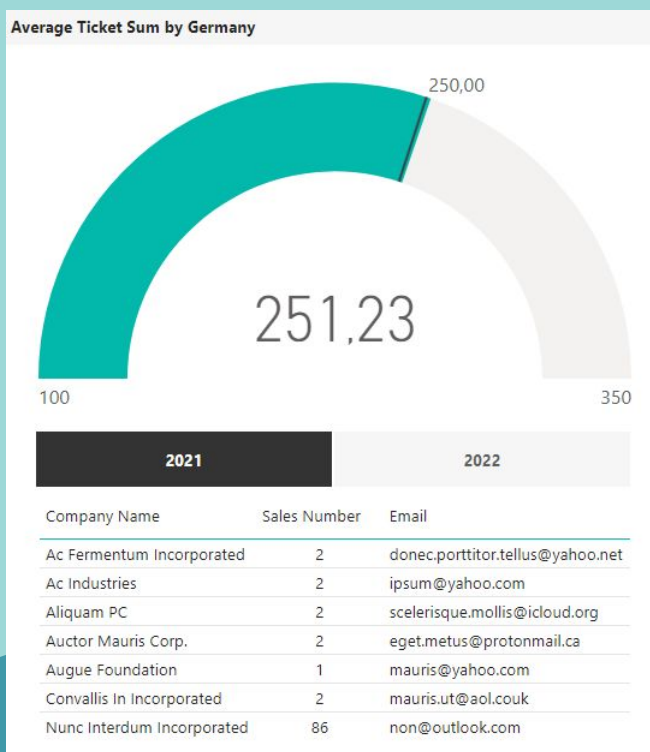 Average Ticket Sum by Germany
250,00
251,23
100 350
2021 2022
Company Name Sales Number Email
Ac Fermentum Incorporated 2 donec.porttitor.tellus@yahoo.net
Ac Industries 2 ipsum@yahoo.com
Aliquam PC 2 scelerisque.mollis@icloud.org
Auctor Mauris Corp. 2 eget.metus@protonmail.ca
Augue Foundation 1 mauris@yahoo.com
Convallis In Incorporated 2 mauris.ut@aol.couk
Nunc Interdum Incorporated 86 non@outlook.com